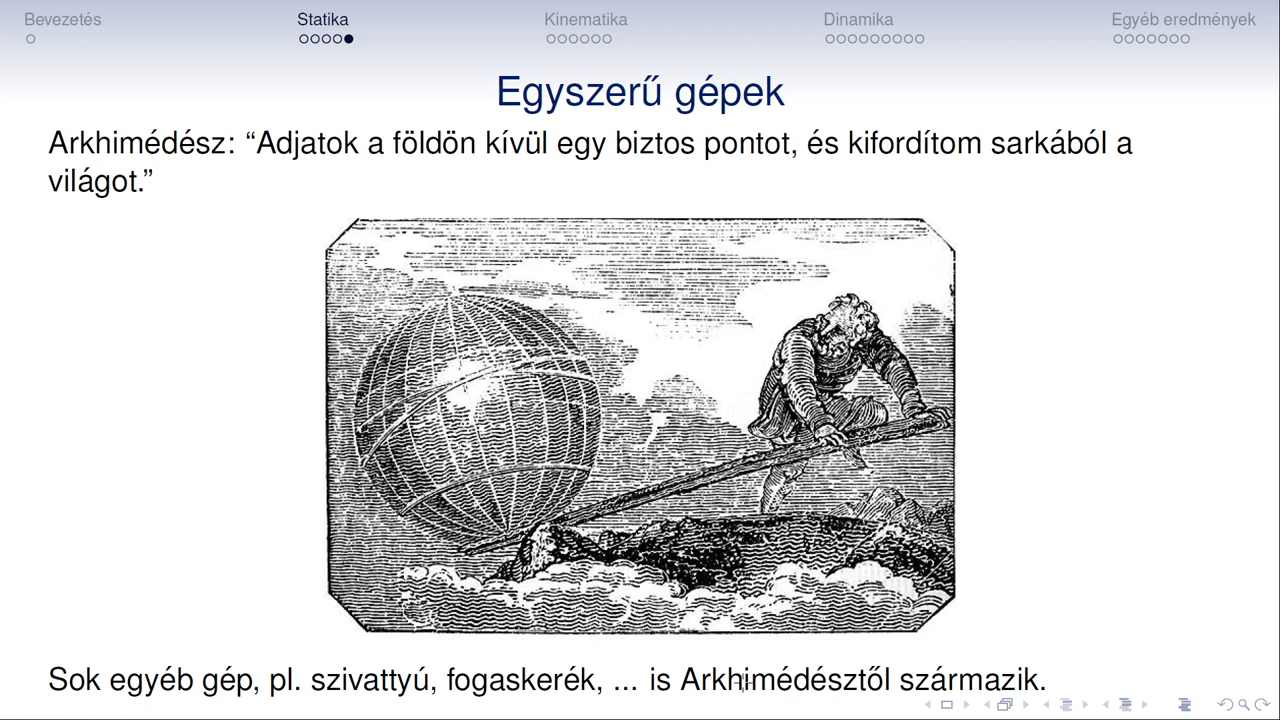 Bevezetés Statika Kinematika Dinamika Egyéb eredmények
Egyszerű gépek
Arkhimédész: “Adjatok a földön kívül egy biztos pontot, és kifordítom sarkából a
világot.”
Sok egyéb gép, pl. szivattyú, fogaskerék, ... is Arkhimédésztől származik.